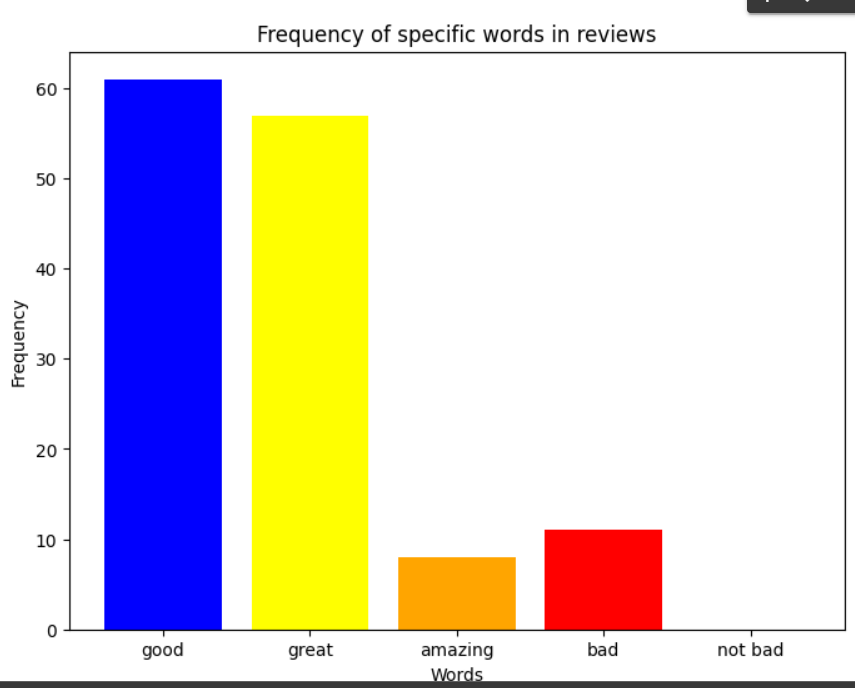 Frequency of specific words in reviews
60
50
40
30
20
10
0
Frequency
good great amazing bad not bad
Words